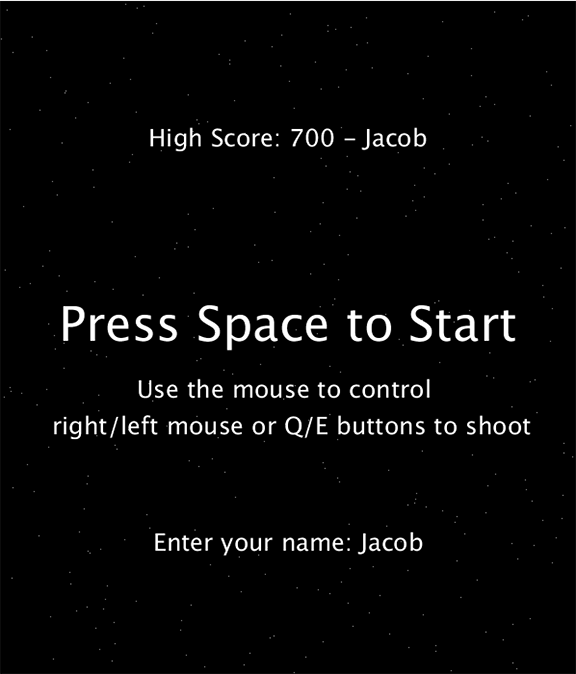 High Score: 700 – Jacob
Press Space to Start
Use the mouse to control
right/left mouse or Q/E buttons to shoot
Enter your name: Jacob